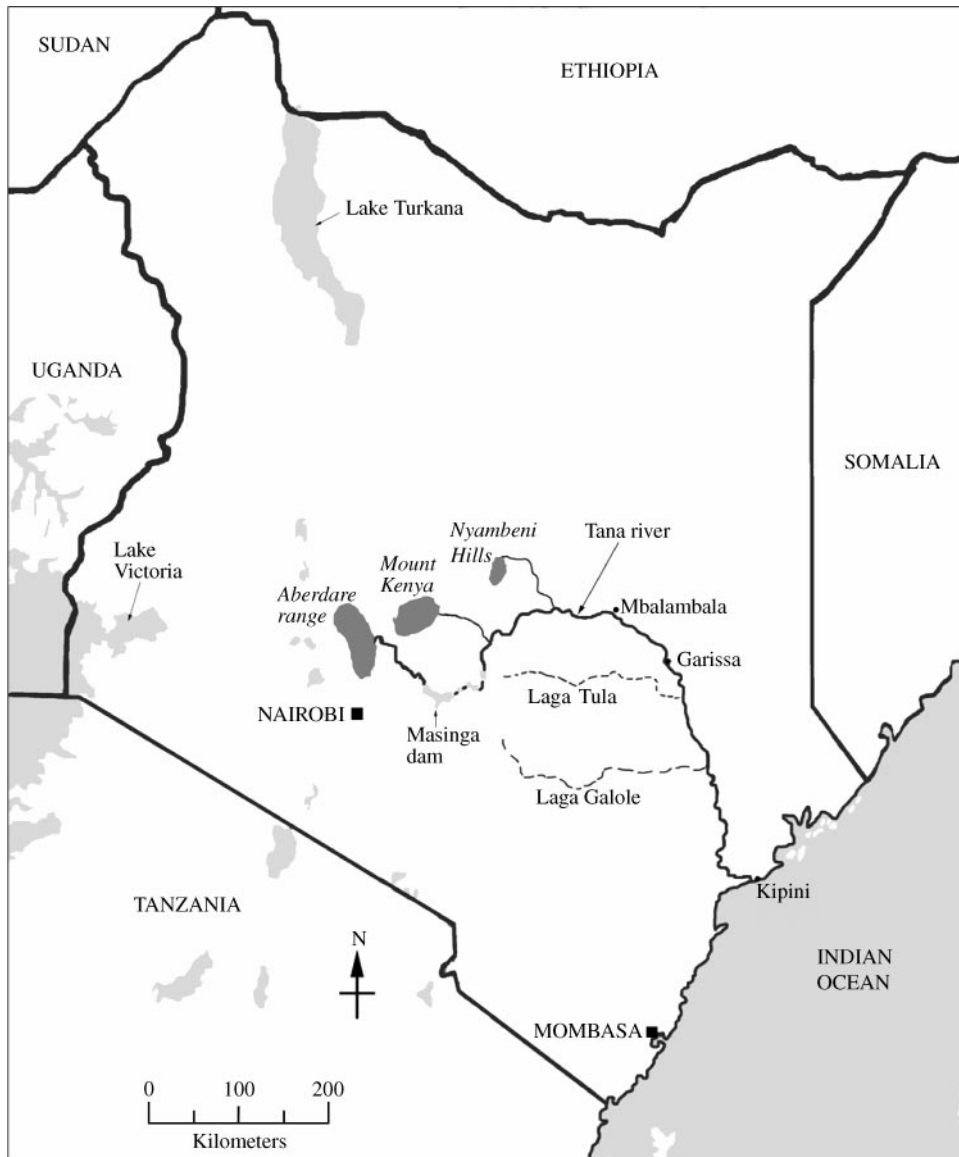 SUDAN
ETHIOPIA
Lake Turkana
UGANDA
SOMALIA
Lake
Victoria
Nyambeni
Hills
Tana river
Mount
Kenya
Aberdare
range
Mbalambala
Garissa
Laga Tula
NAIROBI
Masinga
dam
Laga Galole
Kipini
TANZANIA
N
INDIAN
OCEAN
MOMBASA
0 100 200
Kilometers